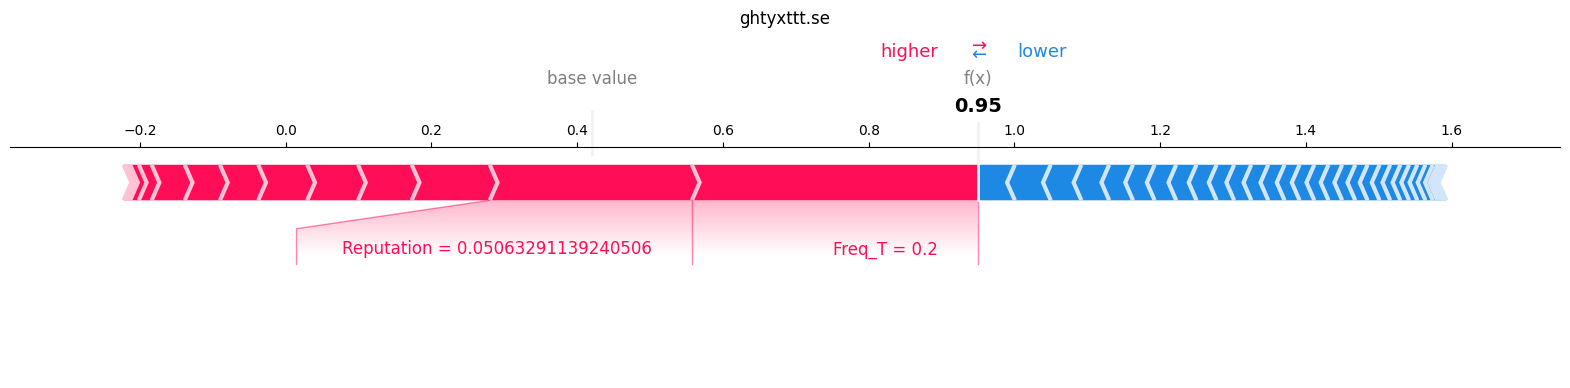 ghtyxttt.se
higher ⇄ lower
base value f(x)
0.95
−0.2 0.0 0.2 0.4 0.6 0.8 1.0 1.2 1.4 1.6
Reputation = 0.05063291139240506 Freq_T = 0.2